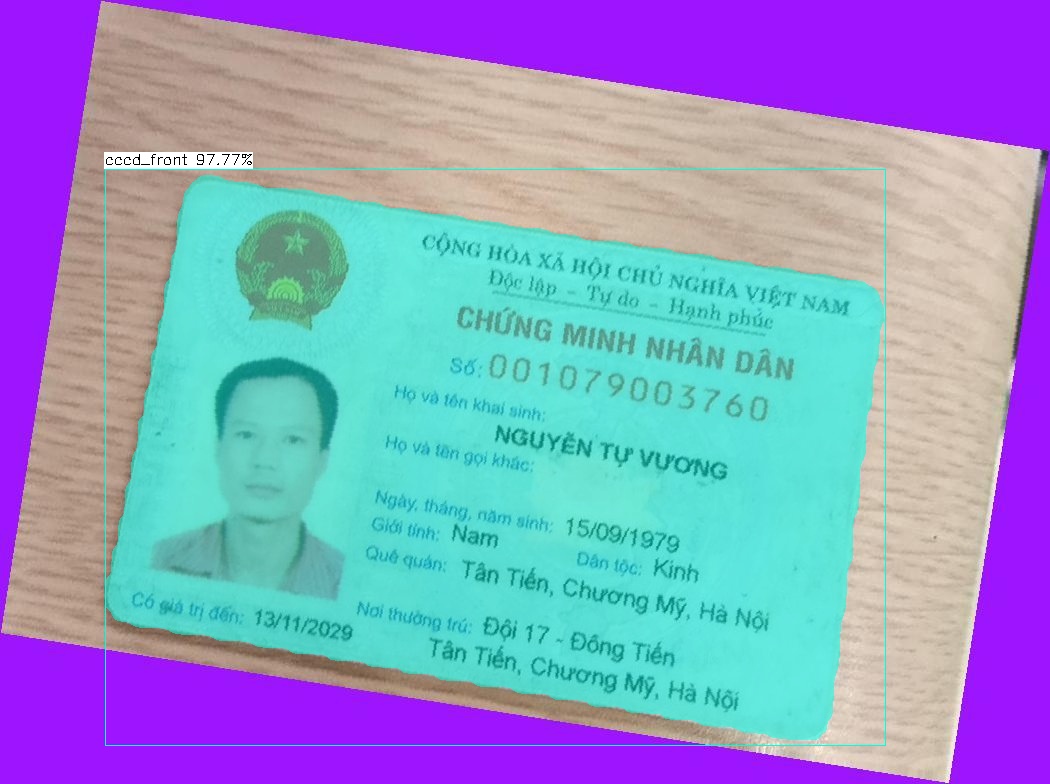 cccd_front 97.77%
CỘNG HÒA XÃ HỘI CHỦ NGHĨA VIỆT NAM
Độc lập - Tự do - Hạnh phúc
CHỨNG MINH NHÂN DÂN
Số: 001079003760
Họ và tên khai sinh:
NGUYỄN TỰ VƯƠNG
Họ và tên gọi khác:
Ngày, tháng, năm sinh: 15/09/1979
Giới tính: Nam Dân tộc: Kinh
Quê quán: Tân Tiến, Chương Mỹ, Hà Nội
Nơi thường trú: Đội 17 - Đồng Tiến
Tân Tiến, Chương Mỹ, Hà Nội
Có giá trị đến: 13/11/2029